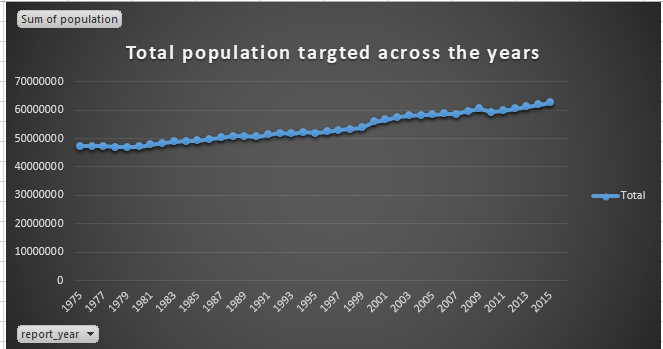 Sum of population
Total population targted across the years
70000000
60000000
50000000
40000000
30000000
20000000
10000000
0
Total
1975 1977 1979 1981 1983 1985 1987 1989 1991 1993 1995 1997 1999 2001 2003 2005 2007 2009 2011 2013 2015
report_year